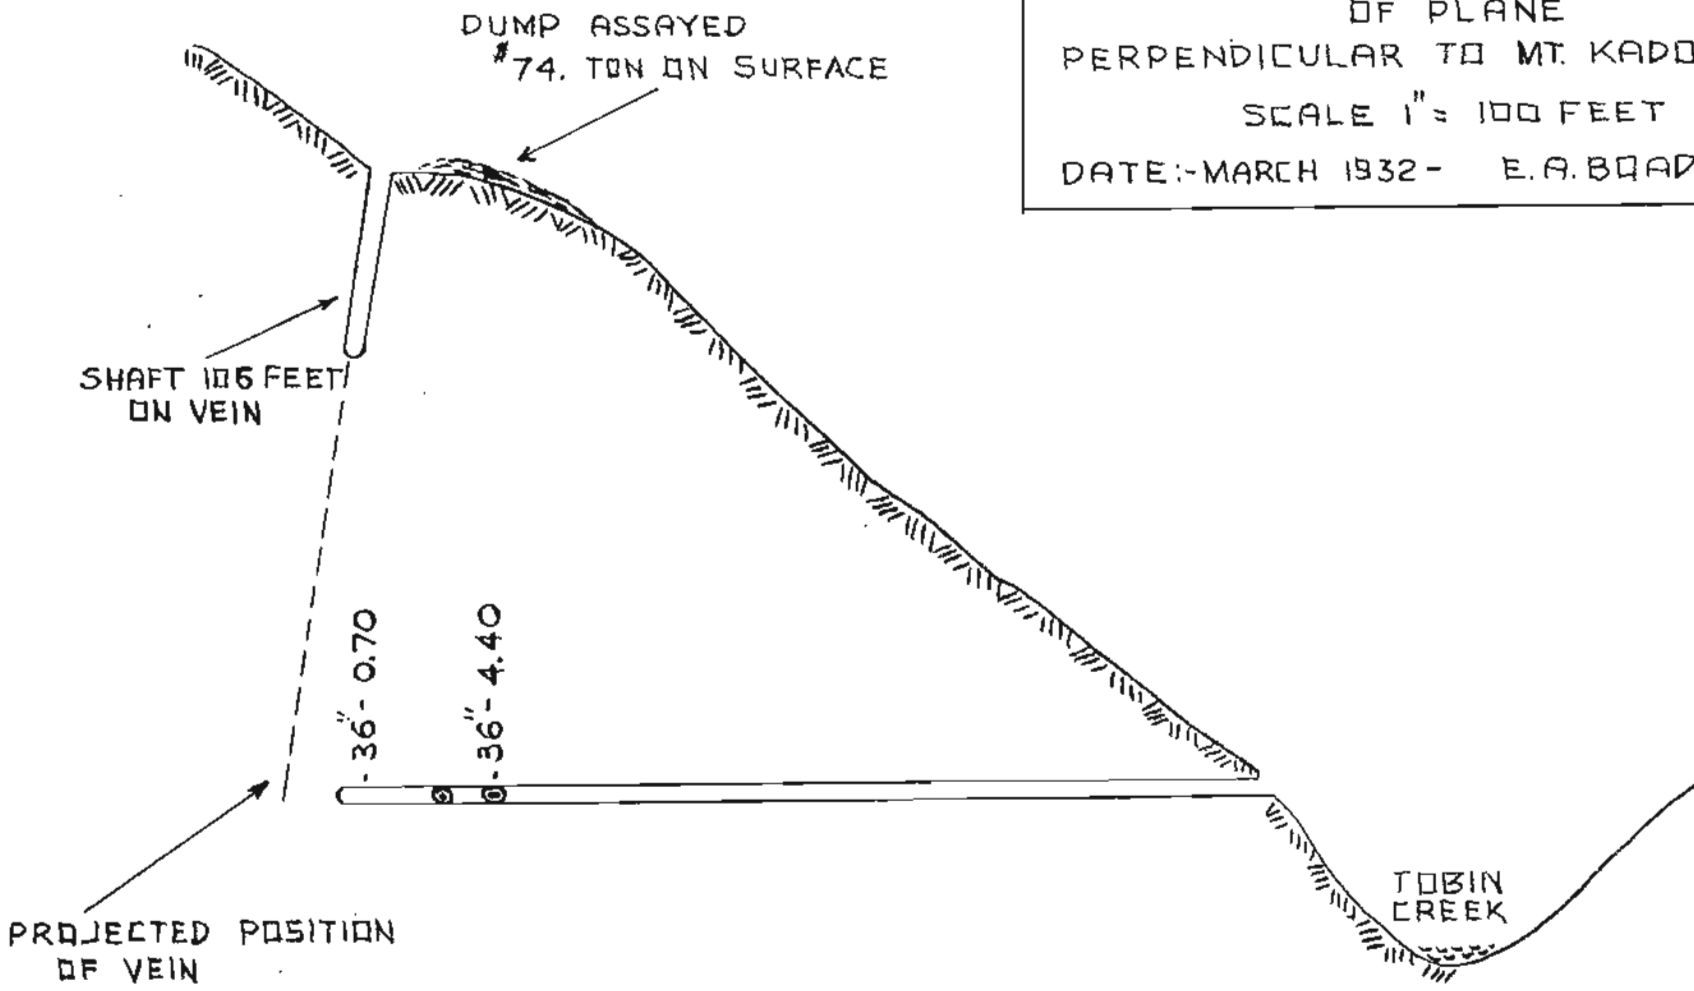 DUMP ASSAYED
$74. TON ON SURFACE
OF PLANE
PERPENDICULAR TO MT. KADO
SCALE 1" = 100 FEET
DATE:-MARCH 1932- E.A. BOAD
SHAFT 106 FEET
ON VEIN
-36"-0.70
-36"-4.40
PROJECTED POSITION
OF VEIN
TOBIN
CREEK